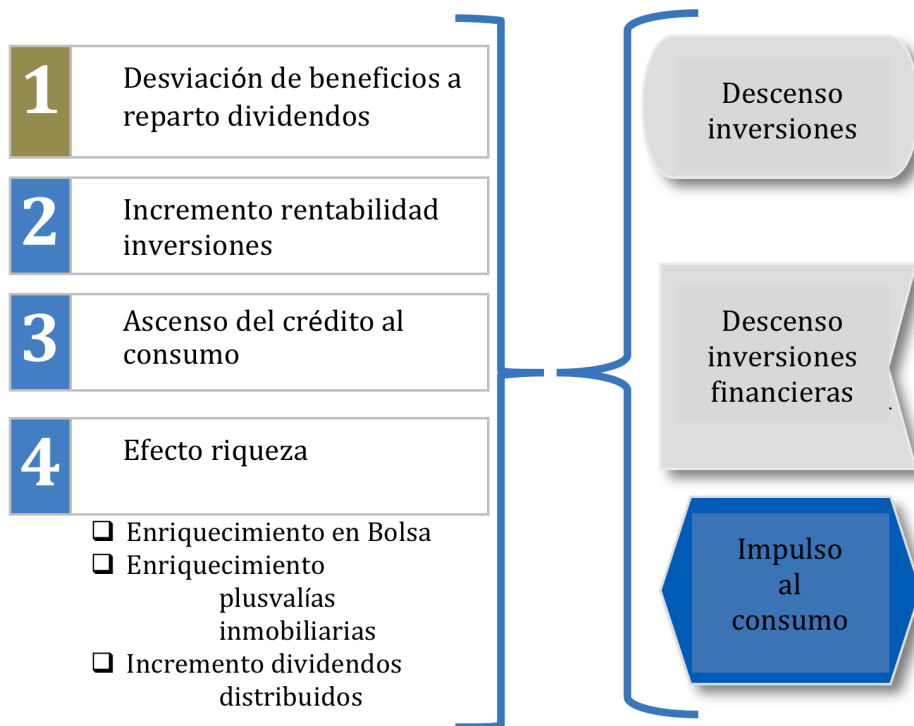 1
Desviación de beneficios a
reparto dividendos
2
Incremento rentabilidad
inversiones
3
Ascenso del crédito al
consumo
4
Efecto riqueza
❑ Enriquecimiento en Bolsa
❑ Enriquecimiento
plusvalías
inmobiliarias
❑ Incremento dividendos
distribuidos
Descenso
inversiones
Descenso
inversiones
financieras .
Impulso
al
consumo